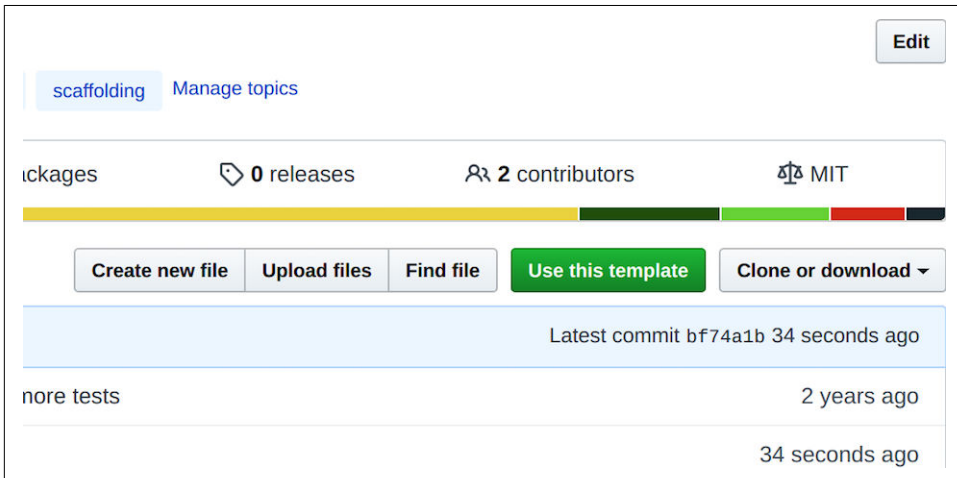 Edit
scaffolding Manage topics
ackages 0 releases 2 contributors MIT
Create new file Upload files Find file Use this template Clone or download
Latest commit bf74a1b 34 seconds ago
more tests 2 years ago
34 seconds ago